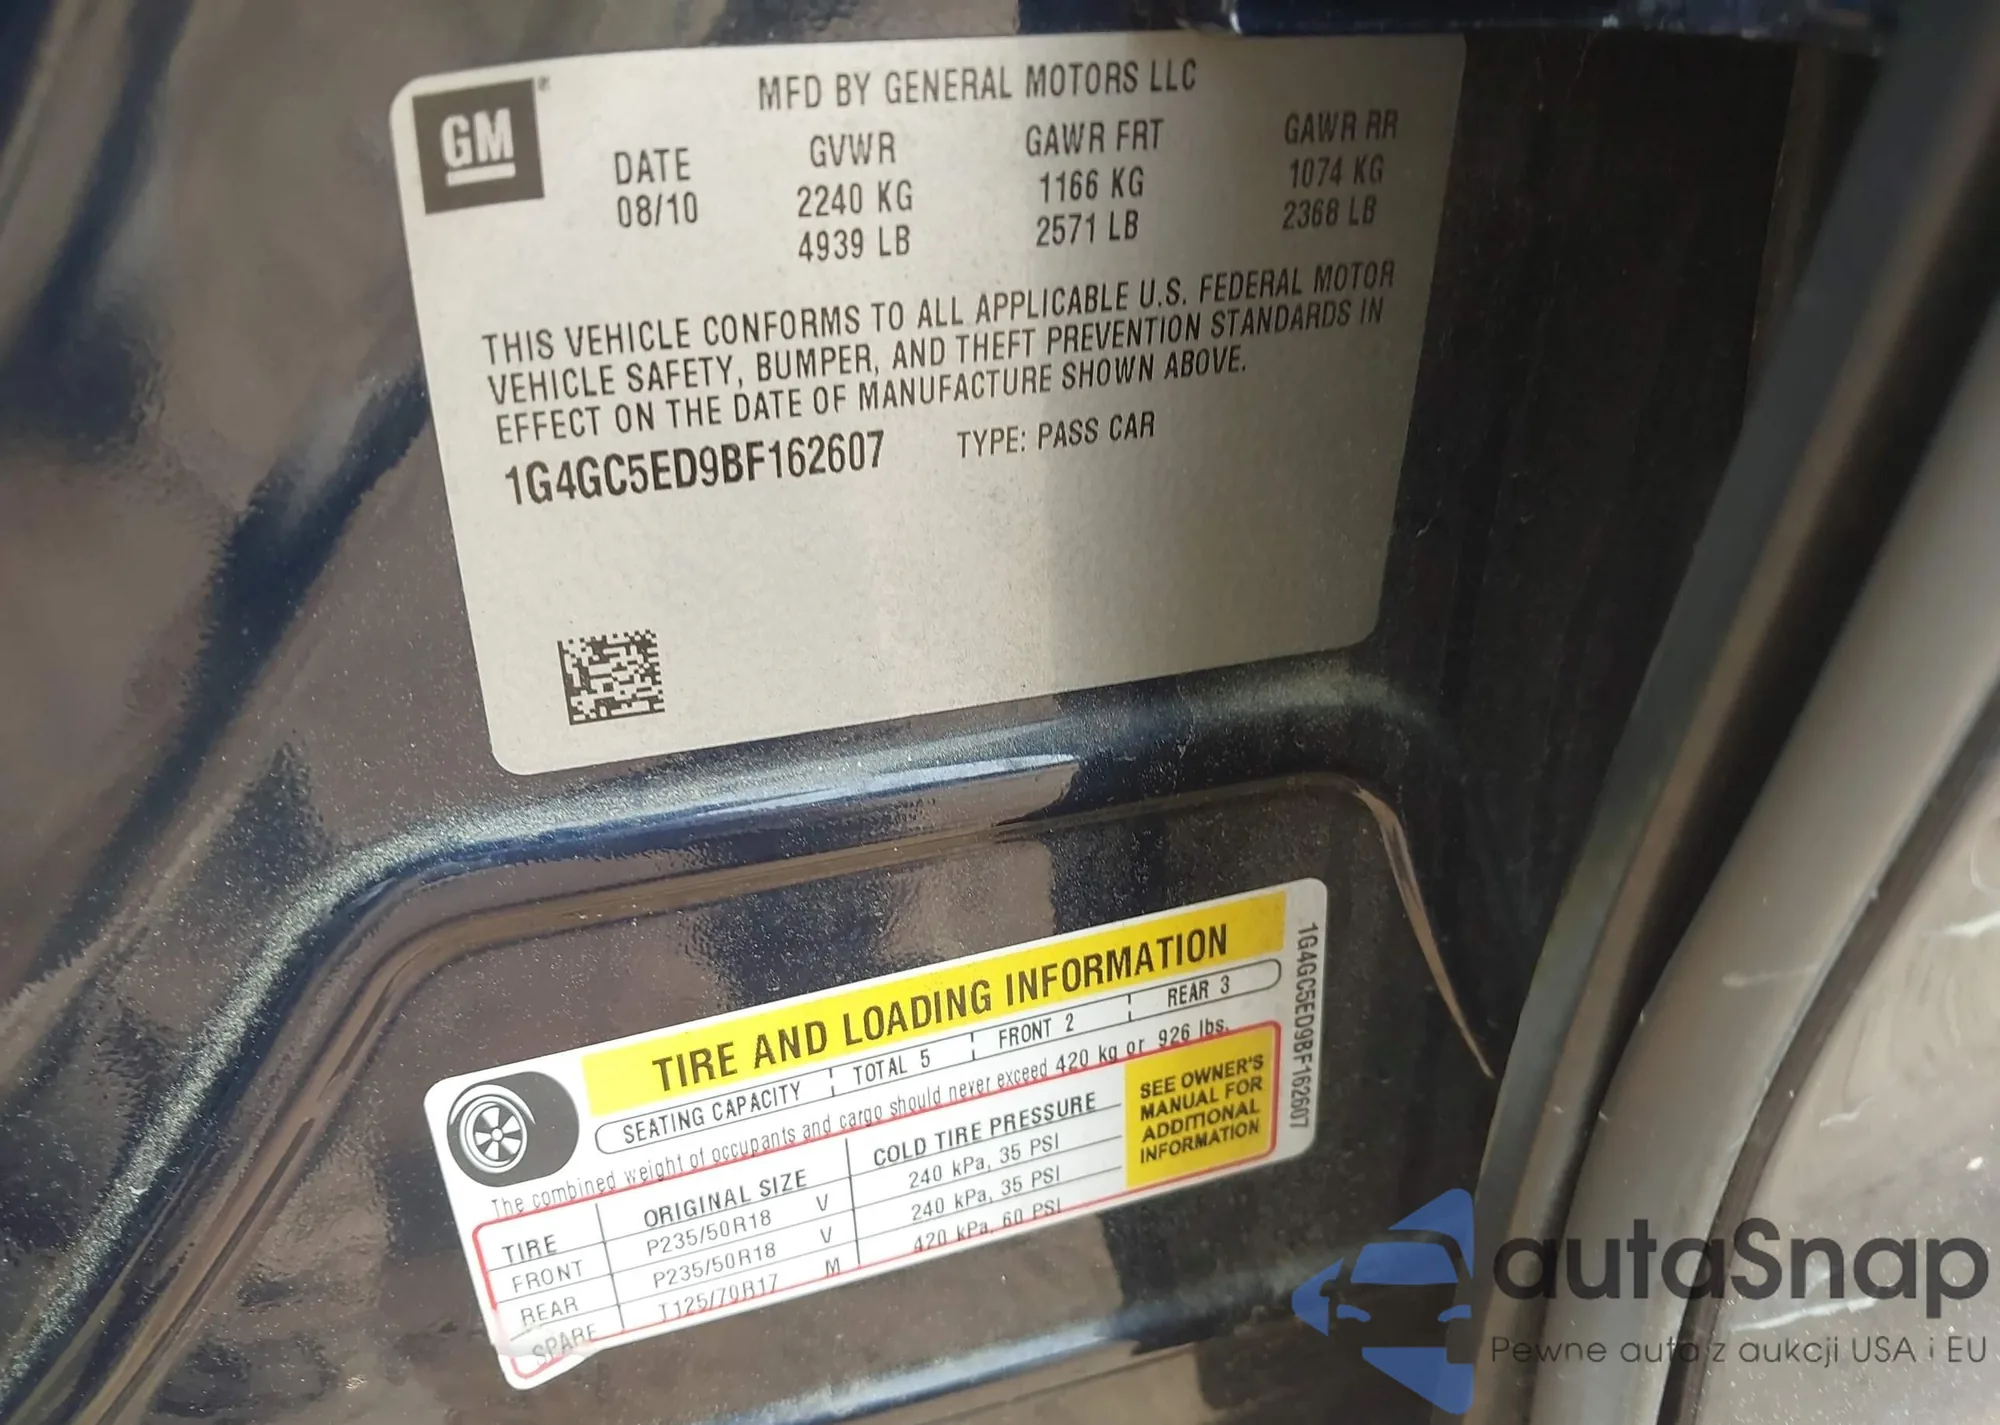 GM
MFD BY GENERAL MOTORS LLC
DATE GVWR GAWR FRT GAWR RR
08/10 2240 KG 1166 KG 1074 KG
4939 LB 2571 LB 2368 LB
THIS VEHICLE CONFORMS TO ALL APPLICABLE U.S. FEDERAL MOTOR
VEHICLE SAFETY, BUMPER, AND THEFT PREVENTION STANDARDS IN
EFFECT ON THE DATE OF MANUFACTURE SHOWN ABOVE.
1G4GC5ED9BF162607 TYPE: PASS CAR
TIRE AND LOADING INFORMATION
SEATING CAPACITY TOTAL 5 FRONT 2 REAR 3
The combined weight of occupants and cargo should never exceed 420 kg or 926 lbs.
TIRE ORIGINAL SIZE COLD TIRE PRESSURE
FRONT P235/50R18 V 240 kPa, 35 PSI
REAR P235/50R18 V 240 kPa, 35 PSI
SPARE T125/70R17 M 420 kPa, 60 PSI
SEE OWNER'S
MANUAL FOR
ADDITIONAL
INFORMATION
1G4GC5ED9BF162607
autaSnap
Pewne auta z aukcji USA i EU